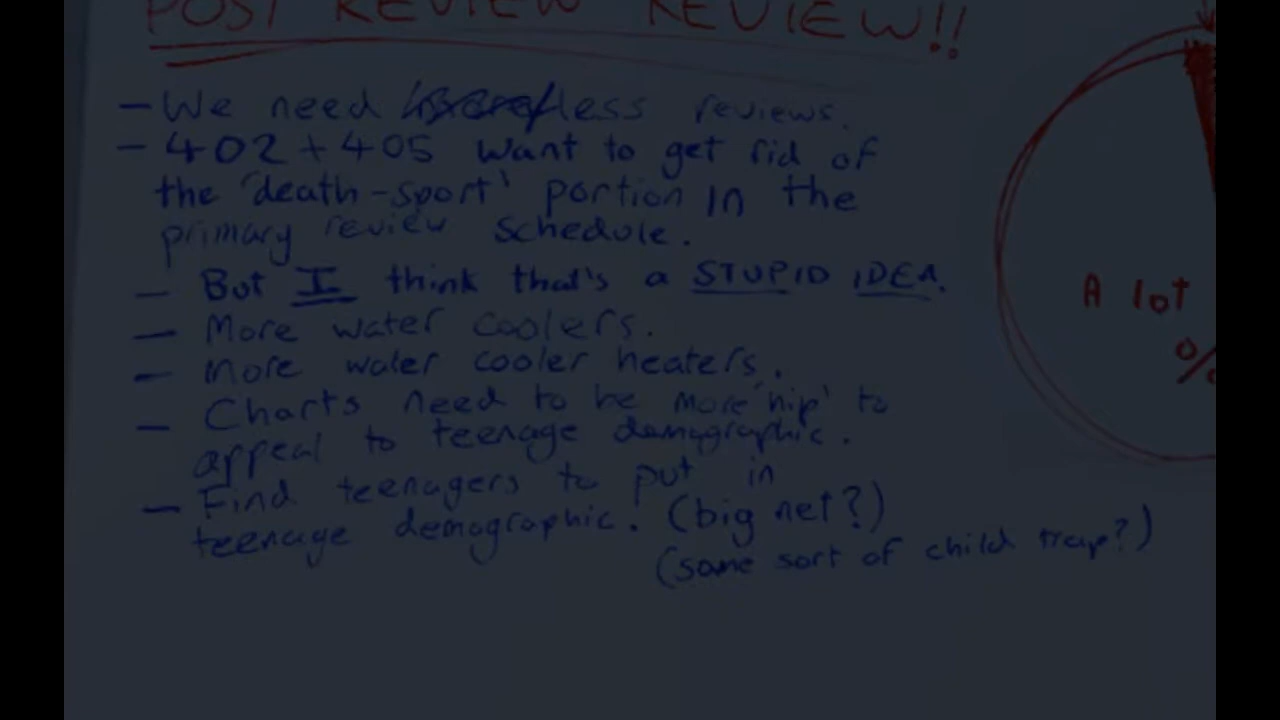 POST REVIEW REVIEW!!
- We need less reviews.
- 402 + 405 want to get rid of
the 'death-sport' portion in the
primary review schedule.
- But I think that's a STUPID IDEA.
- More water coolers.
- More water cooler heaters.
- Charts need to be more 'hip' to
appeal to teenage demographic.
- Find teenagers to put in
teenage demographic. (big net?)
(some sort of child trap?)
A lot
%